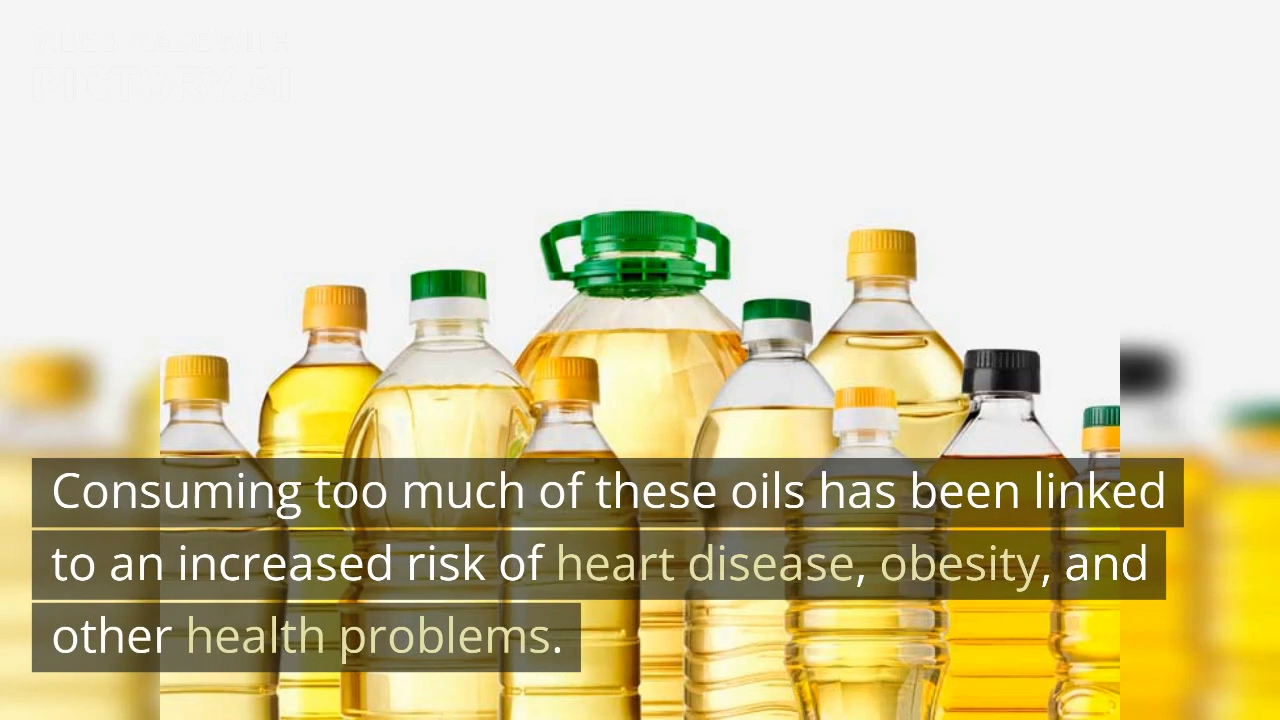 Consuming too much of these oils has been linked
to an increased risk of heart disease, obesity, and
other health problems.